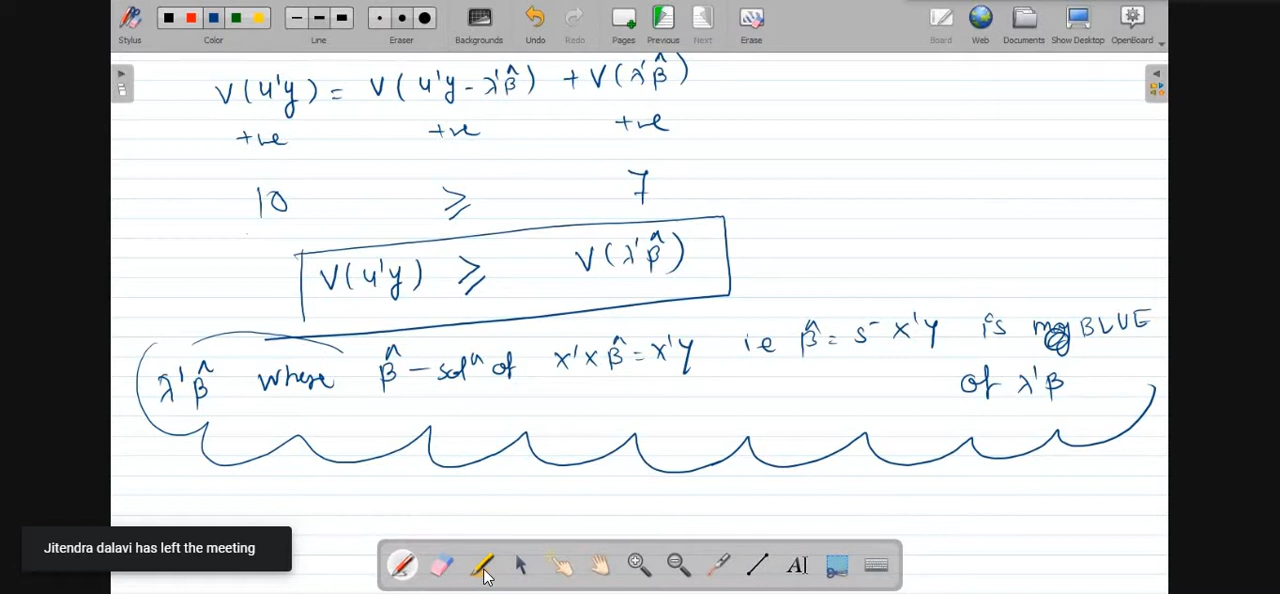 Stylus Color Line Eraser Backgrounds Undo Redo Pages Previous Next Erase Board Web Documents Show Desktop OpenBoard
V(u'y) = V(u'y - λ'β̂) + V(λ'β̂)
+ve +ve +ve
10 ≥ 7
V(u'y) ≥ V(λ'β̂)
λ'β̂ where β̂ - solⁿ of X'Xβ̂ = X'Y i.e β̂ = S⁻ X'Y is BLUE
of λ'β
Jitendra dalavi has left the meeting
AI